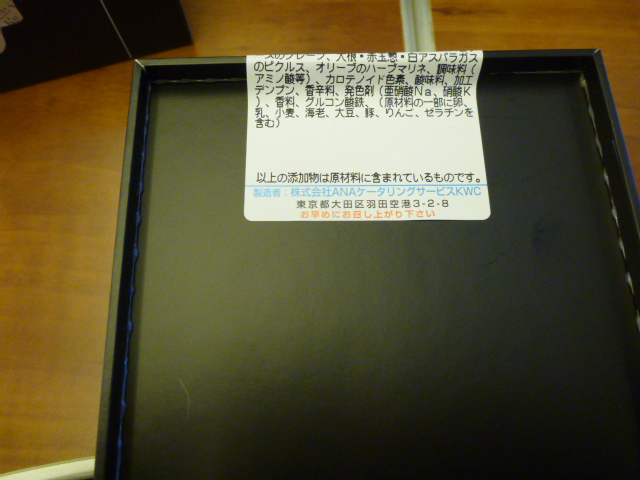 スのクレープ、大根・赤玉葱・白アスパラガス
のピクルス、オリーブのハーブマリネ、調味料（
アミノ酸等）、カロテノイド色素、酸味料、加工
デンプン、香辛料、発色剤（亜硝酸Na、硝酸K
）、香料、グルコン酸鉄、（原材料の一部に卵、
乳、小麦、海老、大豆、豚、りんご、ゼラチンを
含む）
以上の添加物は原材料に含まれているものです。
製造者：株式会社ANAケータリングサービスKWC
東京都大田区羽田空港3-2-8
お早めにお召し上がり下さい